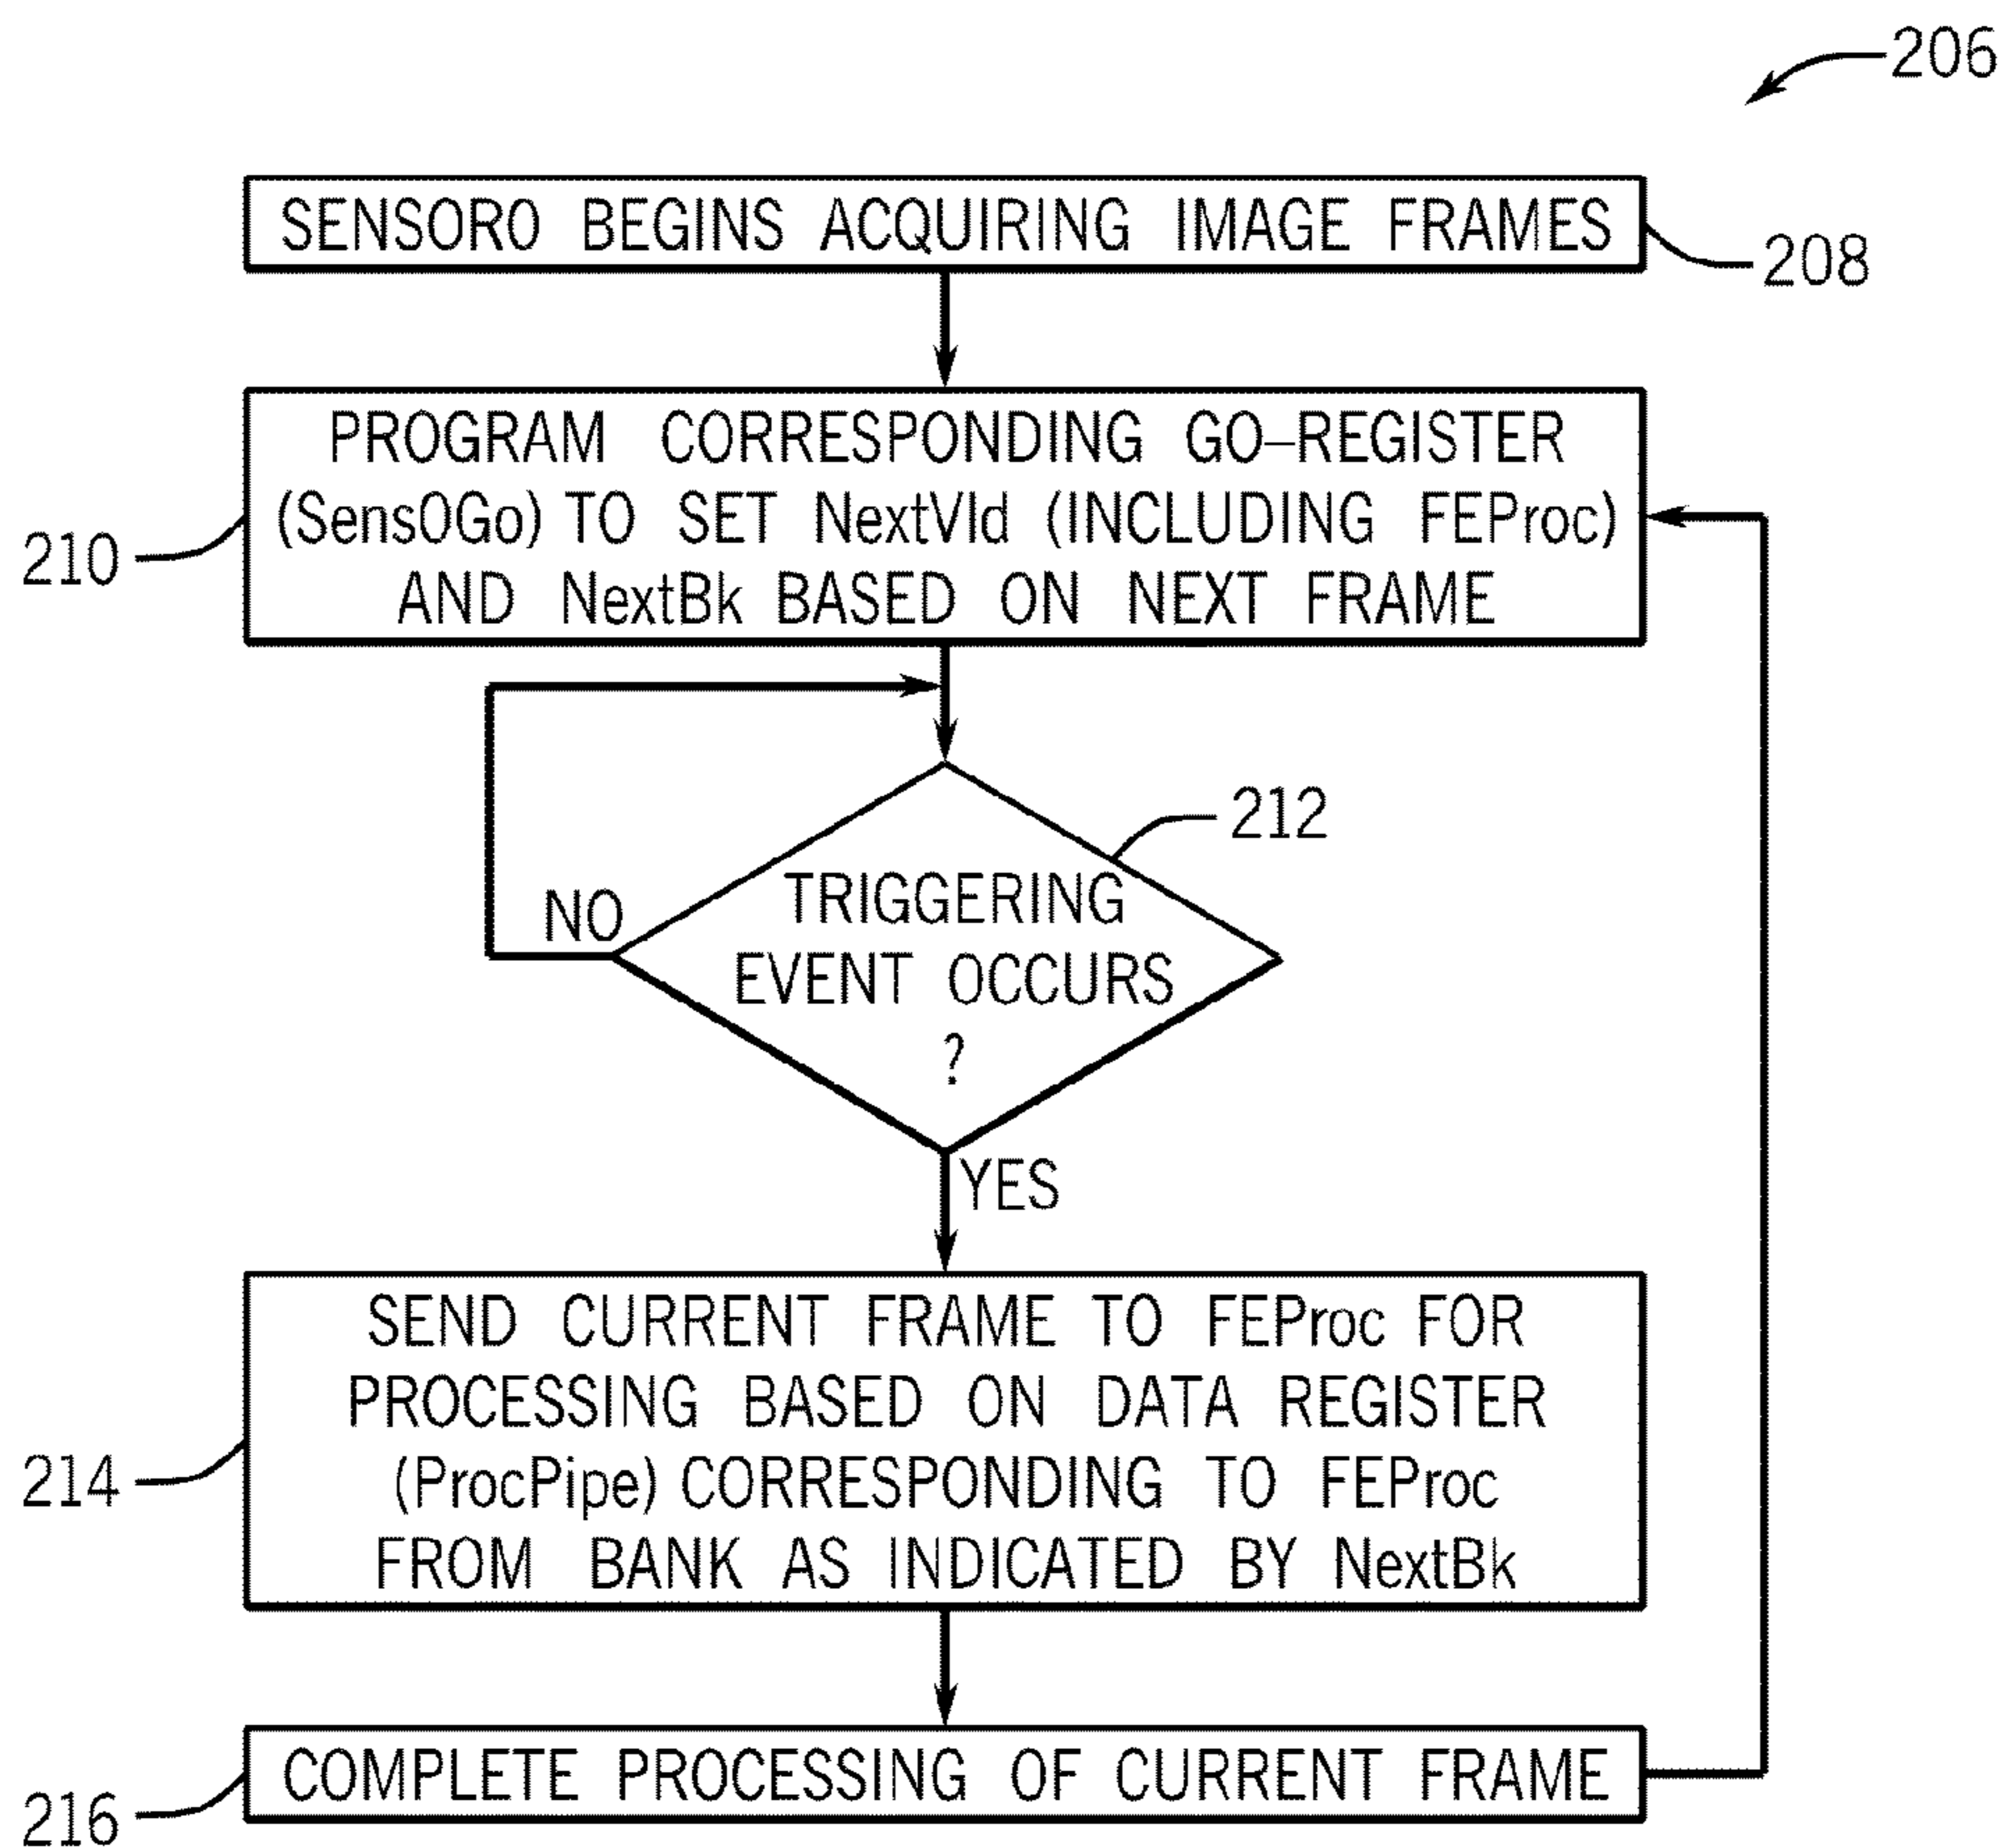 206
SENSOR0 BEGINS ACQUIRING IMAGE FRAMES
208
PROGRAM CORRESPONDING GO–REGISTER
(Sens0Go) TO SET NextVld (INCLUDING FEProc)
AND NextBk BASED ON NEXT FRAME
210
212
TRIGGERING
EVENT OCCURS
?
NO
YES
SEND CURRENT FRAME TO FEProc FOR
PROCESSING BASED ON DATA REGISTER
(ProcPipe) CORRESPONDING TO FEProc
FROM BANK AS INDICATED BY NextBk
214
COMPLETE PROCESSING OF CURRENT FRAME
216